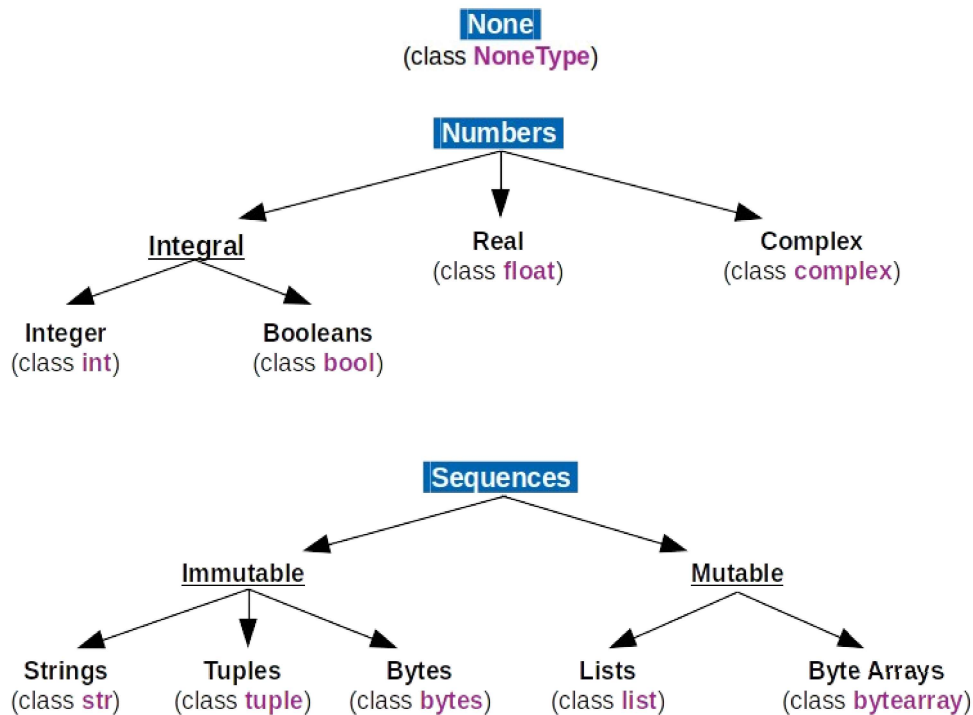 None
(class NoneType)
Numbers
Integral
Real
(class float)
Complex
(class complex)
Integer
(class int)
Booleans
(class bool)
Sequences
Immutable
Mutable
Strings
(class str)
Tuples
(class tuple)
Bytes
(class bytes)
Lists
(class list)
Byte Arrays
(class bytearray)